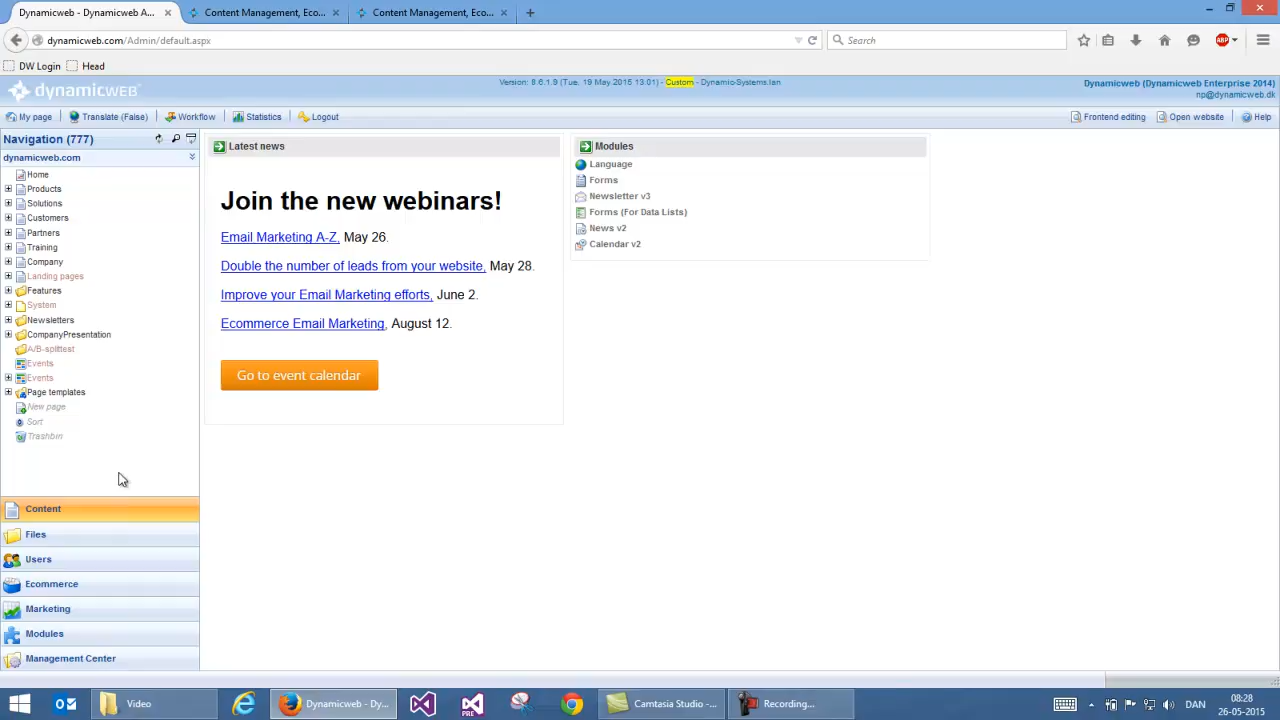 Dynamicweb - Dynamicweb A...
Content Management, Eco...
Content Management, Eco...
dynamicweb.com/Admin/default.aspx
Search
ABP
DW Login
Head
dynamicweb
Version: 8.6.1.9 (Tue. 19 May 2015 13:01) - Custom - Dynamic-Systems.lan
Dynamicweb (Dynamicweb Enterprise 2014)
np@dynamicweb.dk
My page
Translate (False)
Workflow
Statistics
Logout
Frontend editing
Open website
Help
Navigation (777)
dynamicweb.com
Home
Products
Solutions
Customers
Partners
Training
Company
Landing pages
Features
System
Newsletters
CompanyPresentation
A/B-splittest
Events
Events
Page templates
New page
Sort
Trashbin
Content
Files
Users
Ecommerce
Marketing
Modules
Management Center
Latest news
Join the new webinars!
Email Marketing A-Z, May 26.
Double the number of leads from your website, May 28.
Improve your Email Marketing efforts, June 2.
Ecommerce Email Marketing, August 12.
Go to event calendar
Modules
Language
Forms
Newsletter v3
Forms (For Data Lists)
News v2
Calendar v2
Video
Dynamicweb - Dy...
PRE
Camtasia Studio -...
Recording...
DAN
08:28
26-05-2015